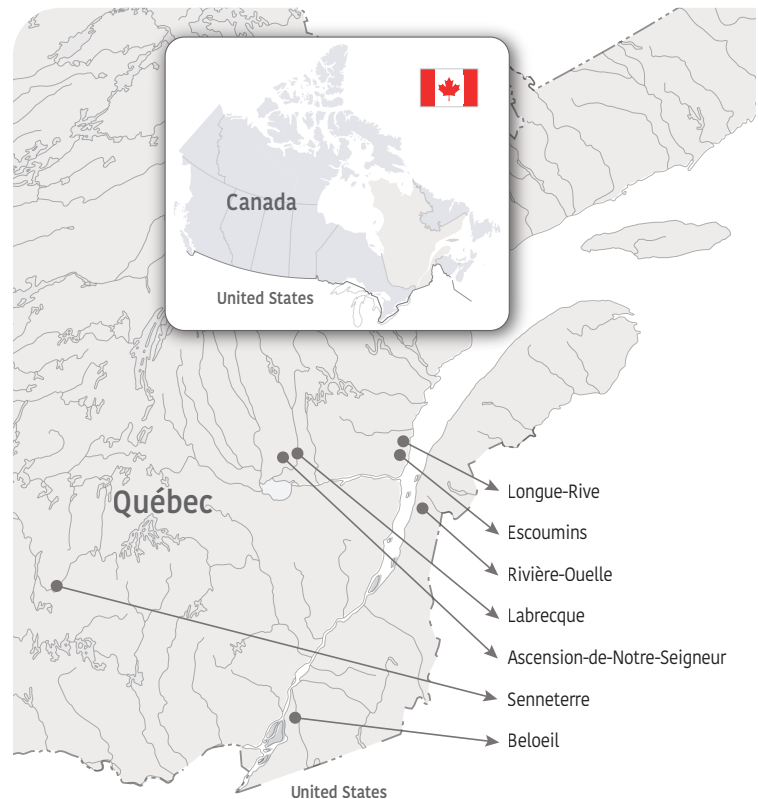 Canada
United States
Québec
Longue-Rive
Escoumins
Rivière-Ouelle
Labrecque
Ascension-de-Notre-Seigneur
Senneterre
Beloeil
United States